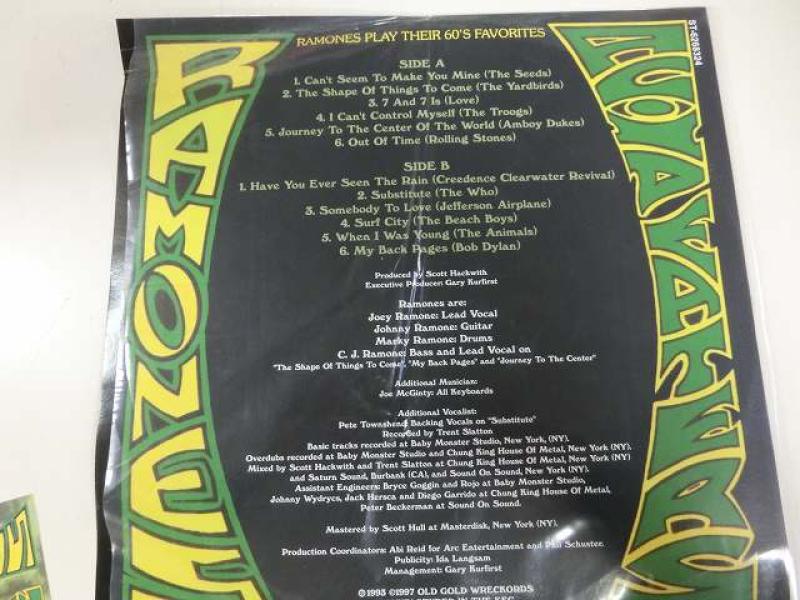 RAMONES
RAMONES PLAY THEIR 60'S FAVORITES
ST-6268324
SIDE A
1. Can't Seem To Make You Mine (The Seeds)
2. The Shape Of Things To Come (The Yardbirds)
3. 7 And 7 Is (Love)
4. I Can't Control Myself (The Troogs)
5. Journey To The Center Of The World (Amboy Dukes)
6. Out Of Time (Rolling Stones)
SIDE B
1. Have You Ever Seen The Rain (Creedence Clearwater Revival)
2. Substitute (The Who)
3. Somebody To Love (Jefferson Airplane)
4. Surf City (The Beach Boys)
5. When I Was Young (The Animals)
6. My Back Pages (Bob Dylan)
Produced by Scott Hackwith
Executive Producer: Gary Kurfirst
Ramones are:
Joey Ramone: Lead Vocal
Johnny Ramone: Guitar
Marky Ramone: Drums
C. J. Ramone: Bass and Lead Vocal on
"The Shape Of Things To Come", "My Back Pages" and "Journey To The Center"
Additional Musician:
Joe McGinty: All Keyboards
Additional Vocalist:
Pete Townshend Backing Vocals on "Substitute"
Recorded by Trent Slatton
Basic tracks recorded at Baby Monster Studio, New York, (NY).
Overdubs recorded at Baby Monster Studio and Chung King House Of Metal, New York (NY).
Mixed by Scott Hackwith and Trent Slatton at Chung King House Of Metal, New York (NY)
and Saturn Sound, Burbank (CA), and Sound On Sound, New York (NY).
Assistant Engineers: Bryce Goggin and Rojo at Baby Monster Studio,
Johnny Wydrycs, Jack Hersca and Diego Garrido at Chung King House Of Metal,
Peter Beckerman at Sound On Sound.
Mastered by Scott Hull at Masterdisk, New York (NY).
Production Coordinators: Abi Reid for Arc Entertainment and Paul Schustee.
Publicity: Ida Langsam
Management: Gary Kurfirst
℗1993 ©1997 OLD GOLD WRECKORDS